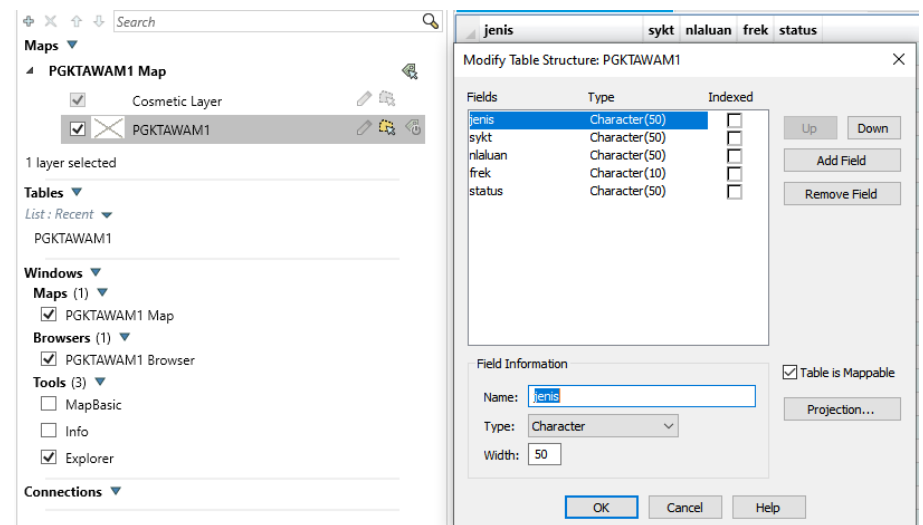 Search
Maps
PGKTAWAM1 Map
Cosmetic Layer
PGKTAWAM1
1 layer selected
Tables
List : Recent
PGKTAWAM1
Windows
Maps (1)
PGKTAWAM1 Map
Browsers (1)
PGKTAWAM1 Browser
Tools (3)
MapBasic
Info
Explorer
Connections
jenis sykt nlaluan frek status
Modify Table Structure: PGKTAWAM1
Fields Type Indexed
jenis Character(50)
sykt Character(50)
nlaluan Character(50)
frek Character(10)
status Character(50)
Up Down
Add Field
Remove Field
Field Information
Name: jenis
Type: Character
Width: 50
Table is Mappable
Projection...
OK Cancel Help